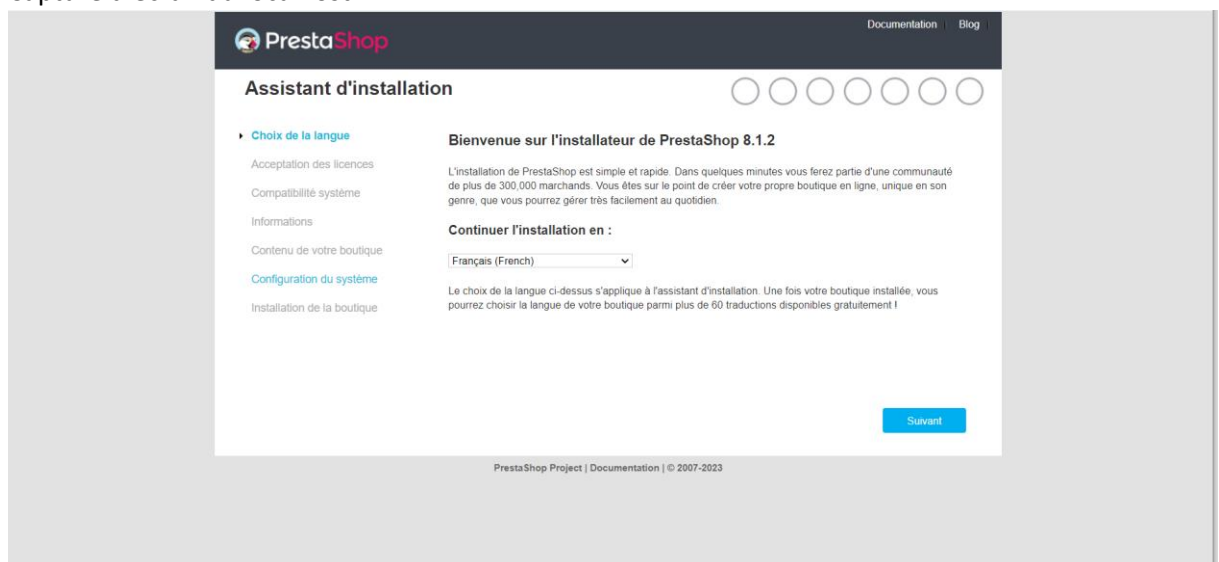 Documentation
Blog
PrestaShop
Assistant d'installation
Choix de la langue
Acceptation des licences
Compatibilité système
Informations
Contenu de votre boutique
Configuration du système
Installation de la boutique
Bienvenue sur l'installateur de PrestaShop 8.1.2
L'installation de PrestaShop est simple et rapide. Dans quelques minutes vous ferez partie d'une communauté
de plus de 300,000 marchands. Vous êtes sur le point de créer votre propre boutique en ligne, unique en son
genre, que vous pourrez gérer très facilement au quotidien.
Continuer l'installation en :
Français (French)
Le choix de la langue ci-dessus s'applique à l'assistant d'installation. Une fois votre boutique installée, vous
pourrez choisir la langue de votre boutique parmi plus de 60 traductions disponibles gratuitement !
Suivant
PrestaShop Project | Documentation | © 2007-2023